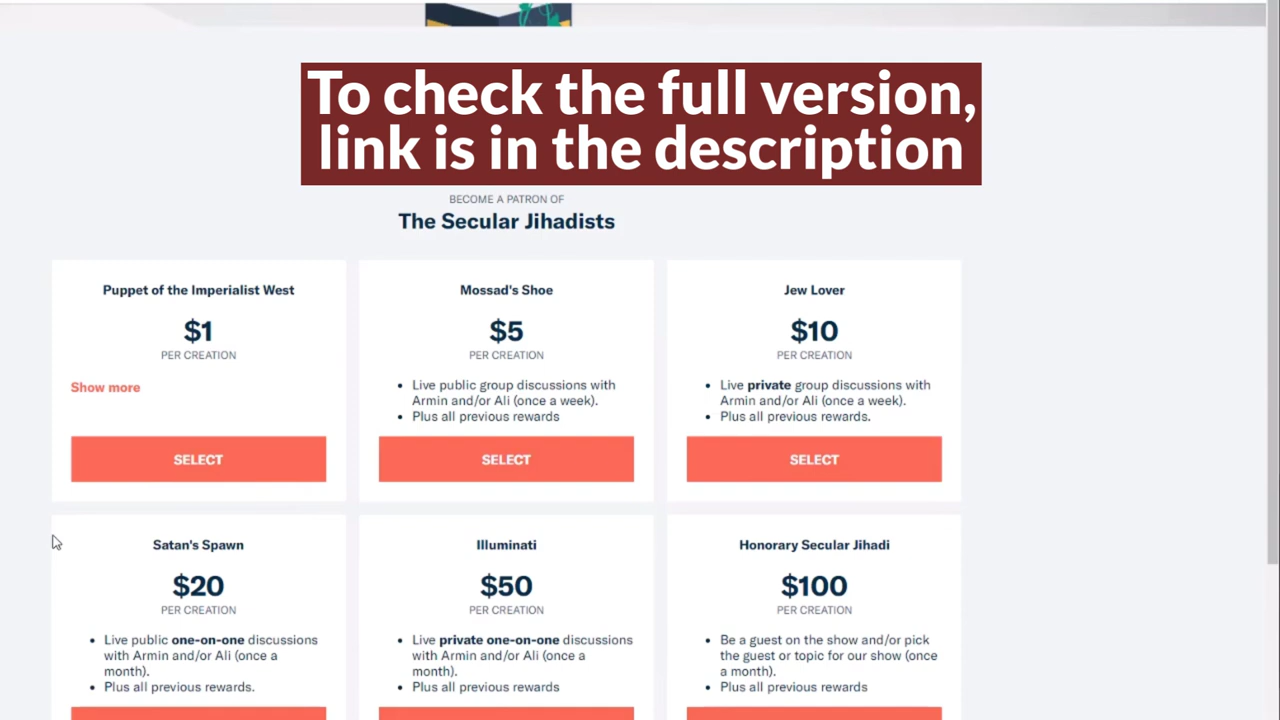 To check the full version,
link is in the description
BECOME A PATRON OF
The Secular Jihadists
Puppet of the Imperialist West
$1
PER CREATION
Show more
SELECT
Mossad's Shoe
$5
PER CREATION
• Live public group discussions with
Armin and/or Ali (once a week).
• Plus all previous rewards
SELECT
Jew Lover
$10
PER CREATION
• Live private group discussions with
Armin and/or Ali (once a week).
• Plus all previous rewards.
SELECT
Satan's Spawn
$20
PER CREATION
• Live public one-on-one discussions
with Armin and/or Ali (once a
month).
• Plus all previous rewards.
Illuminati
$50
PER CREATION
• Live private one-on-one discussions
with Armin and/or Ali (once a
month).
• Plus all previous rewards
Honorary Secular Jihadi
$100
PER CREATION
• Be a guest on the show and/or pick
the guest or topic for our show (once
a month).
• Plus all previous rewards